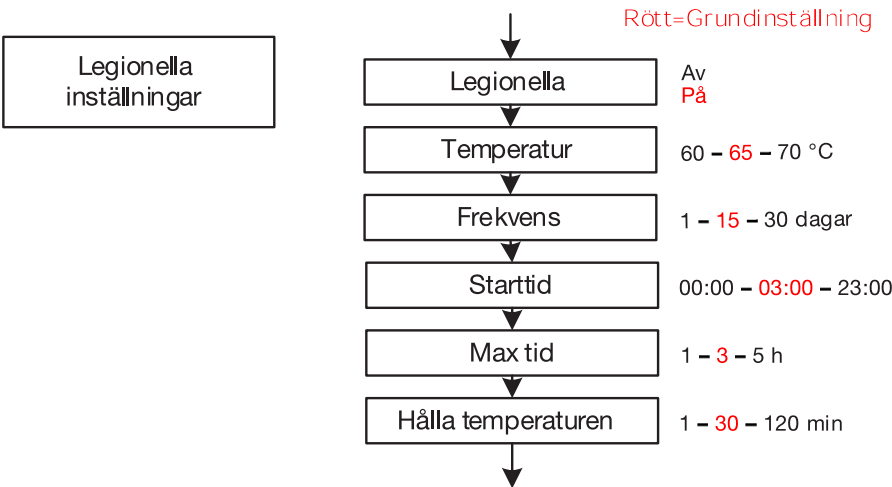 Rött=Grundinställning
Legionella
inställningar
Legionella
Av
På
Temperatur
60 – 65 – 70 °C
Frekvens
1 – 15 – 30 dagar
Starttid
00:00 – 03:00 – 23:00
Max tid
1 – 3 – 5 h
Hålla temperaturen
1 – 30 – 120 min